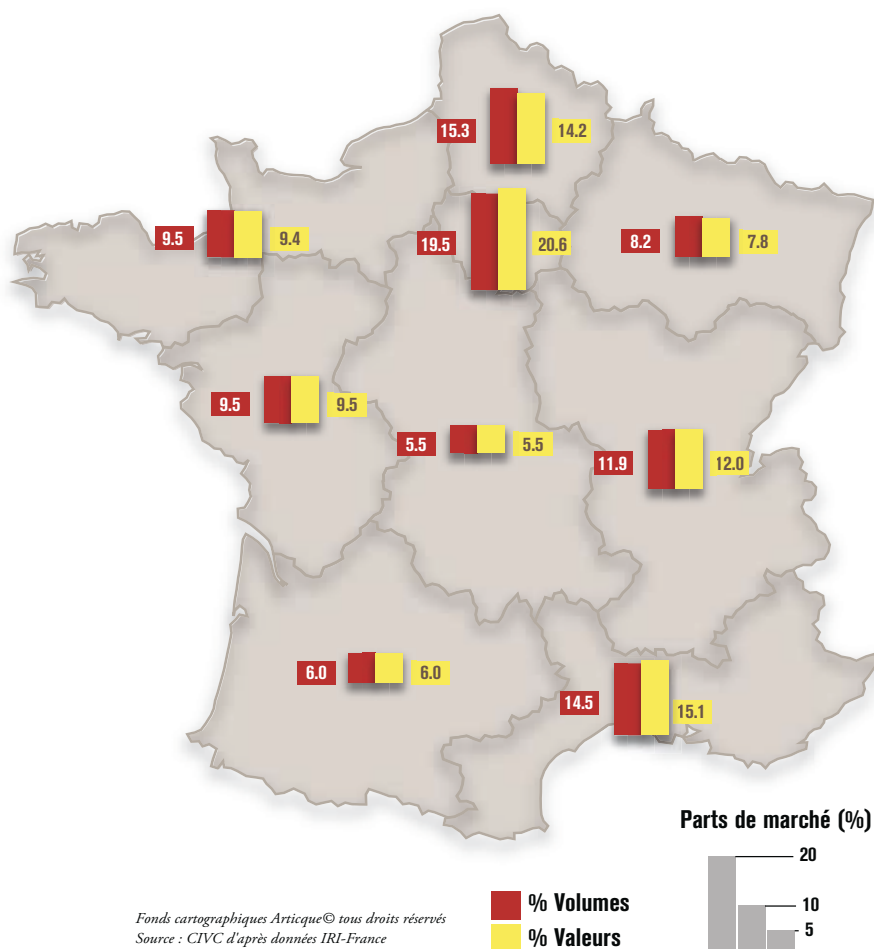 15.3 14.2
9.5 9.4
19.5 20.6
8.2 7.8
9.5 9.5
5.5 5.5
11.9 12.0
6.0 6.0
14.5 15.1
Parts de marché (%)
20
10
5
% Volumes
% Valeurs
Fonds cartographiques Articque© tous droits réservés
Source : CIVC d'après données IRI-France